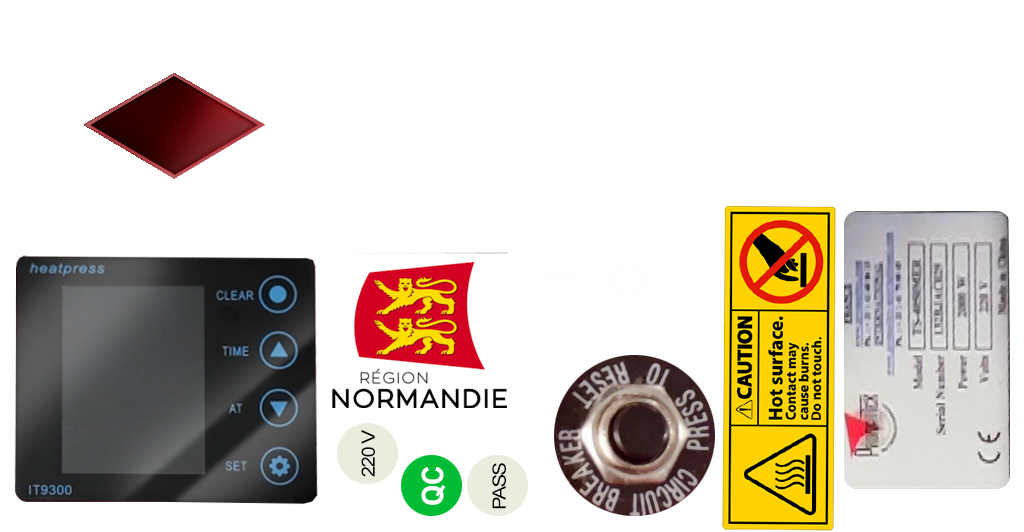 heatpress
CLEAR
TIME
AT
SET
IT9300
RÉGION
NORMANDIE
220 V
QC
PASS
PRESS TO RESET
CIRCUIT BREAKER
CAUTION
Hot surface.
Contact may
cause burns.
Do not touch.
Model
Serial Number
Power 2000 W
Volts 220 V
Made in China
CE